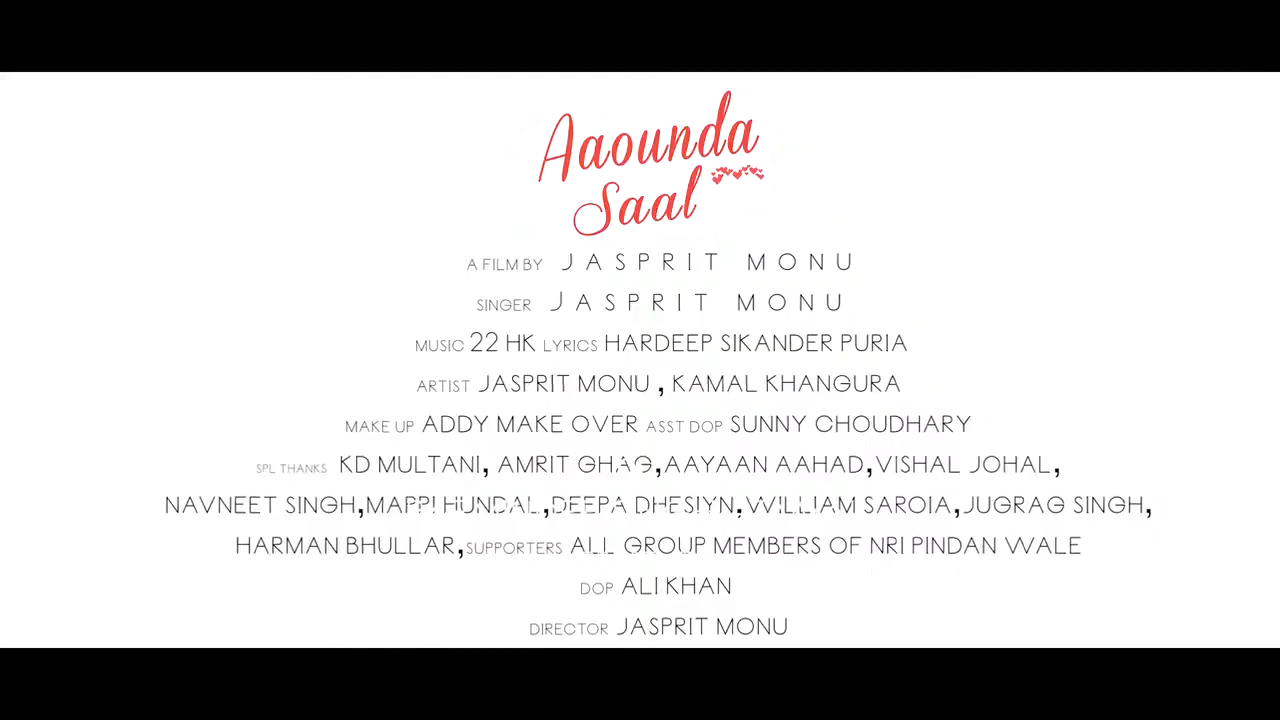 Aaounda
Saal
A FILM BY JASPRIT MONU
SINGER JASPRIT MONU
MUSIC 22 HK LYRICS HARDEEP SIKANDER PURIA
ARTIST JASPRIT MONU , KAMAL KHANGURA
MAKE UP ADDY MAKE OVER ASST DOP SUNNY CHOUDHARY
SPL THANKS KD MULTANI, AMRIT GHAG,AAYAAN AAHAD,VISHAL JOHAL,
NAVNEET SINGH,MAPPI HUNDAL,DEEPA DHESIYN,WILLIAM SAROIA,JUGRAG SINGH,
HARMAN BHULLAR,SUPPORTERS ALL GROUP MEMBERS OF NRI PINDAN WALE
DOP ALI KHAN
DIRECTOR JASPRIT MONU